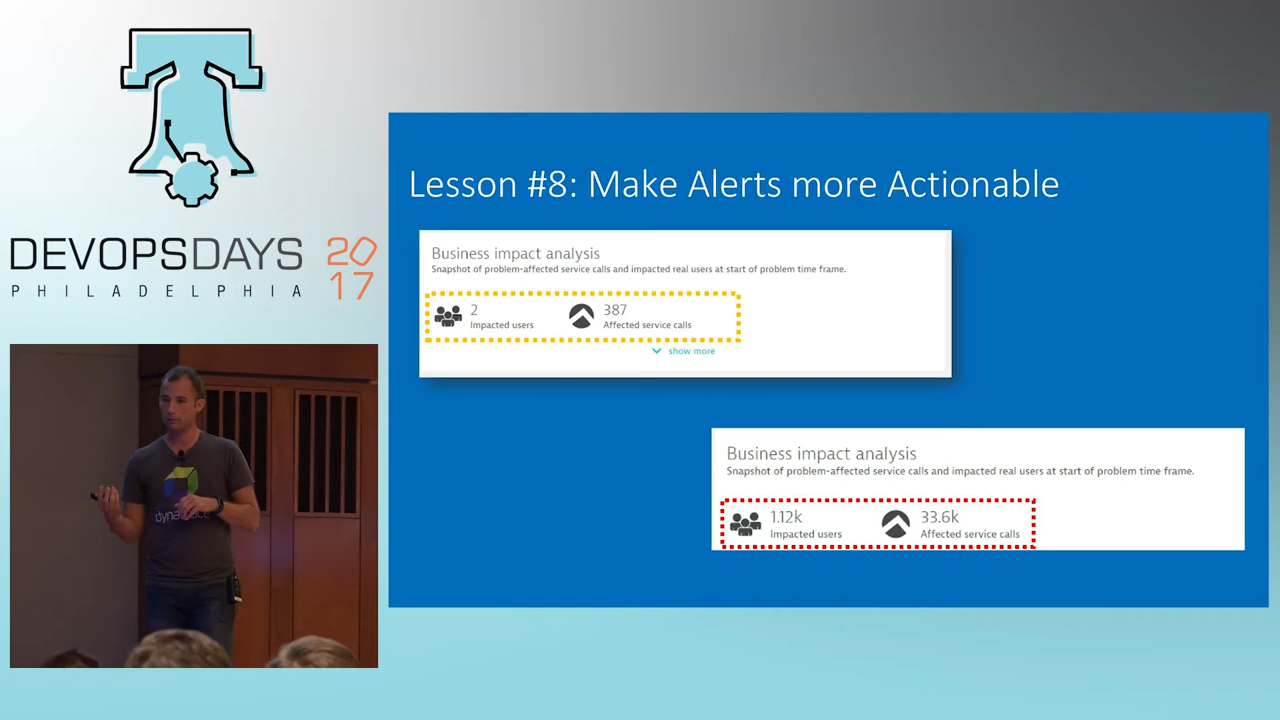 DEVOPSDAYS 2017
PHILADELPHIA
Lesson #8: Make Alerts more Actionable
Business impact analysis
Snapshot of problem-affected service calls and impacted real users at start of problem time frame.
2
Impacted users
387
Affected service calls
show more
Business impact analysis
Snapshot of problem-affected service calls and impacted real users at start of problem time frame.
1.12k
Impacted users
33.6k
Affected service calls